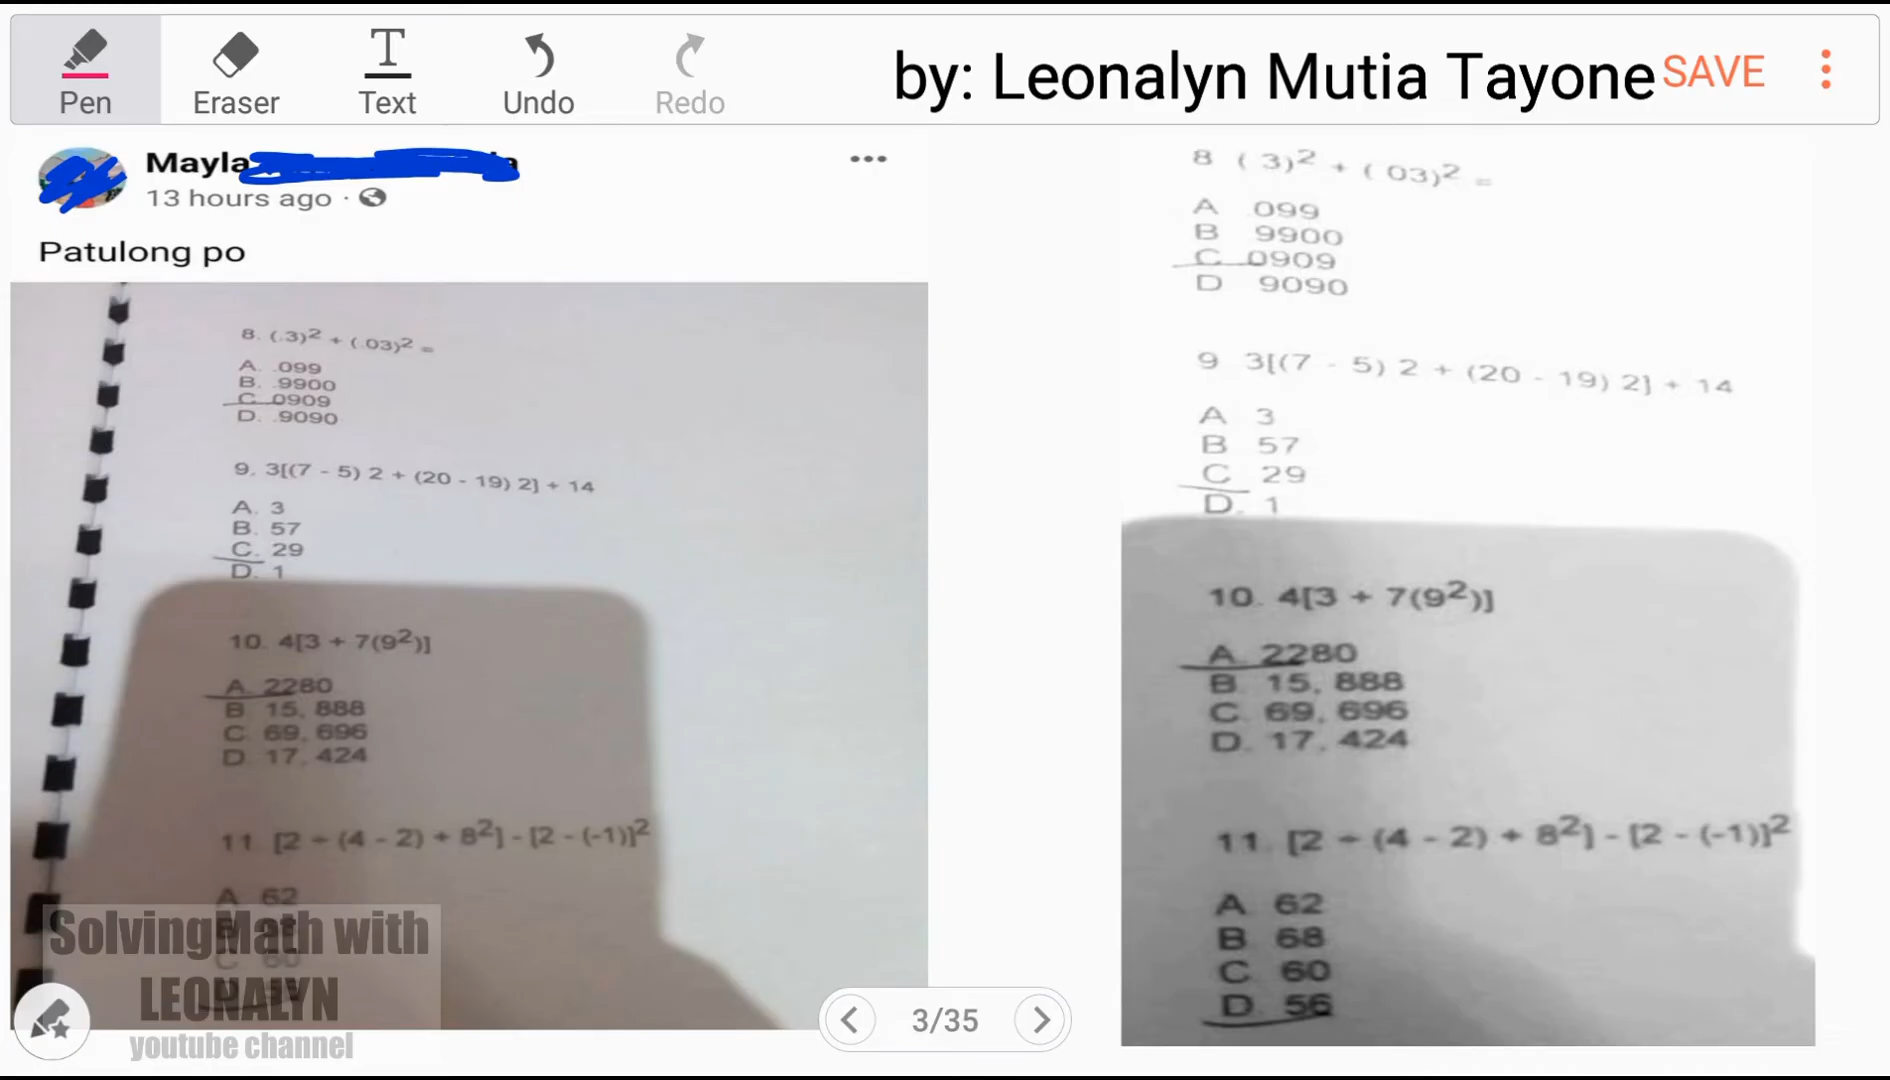 Pen
Eraser
Text
Undo
Redo
by: Leonalyn Mutia Tayone
SAVE
Mayla
13 hours ago
Patulong po
8. (.3)² + (.03)² =
A. .099
B. .9900
C. .0909
D. .9090
9. 3[(7 - 5) 2 + (20 - 19) 2] + 14
A. 3
B. 57
C. 29
D. 1
10. 4[3 + 7(9²)]
A. 2280
B. 15, 888
C. 69, 696
D. 17, 424
11. [2 ÷ (4 - 2) + 8²] - [2 - (-1)]²
A. 62
SolvingMath with
LEONALYN
youtube channel
3/35
8 ( 3)² + ( 03)² =
A 099
B 9900
C 0909
D 9090
9 3[(7 - 5) 2 + (20 - 19) 2] + 14
A 3
B 57
C 29
D. 1
10. 4[3 + 7(9²)]
A. 2280
B. 15, 888
C. 69, 696
D. 17, 424
11. [2 ÷ (4 - 2) + 8²] - [2 - (-1)]²
A 62
B 68
C 60
D. 56